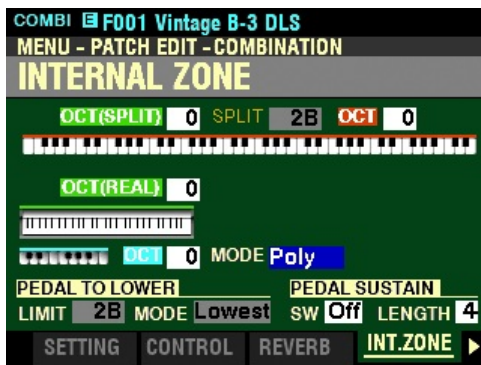 COMBI E F001 Vintage B-3 DLS
MENU - PATCH EDIT - COMBINATION
INTERNAL ZONE
OCT(SPLIT) 0 SPLIT 2B OCT 0
OCT(REAL) 0
OCT 0 MODE Poly
PEDAL TO LOWER PEDAL SUSTAIN
LIMIT 2B MODE Lowest SW Off LENGTH 4
SETTING CONTROL REVERB INT.ZONE